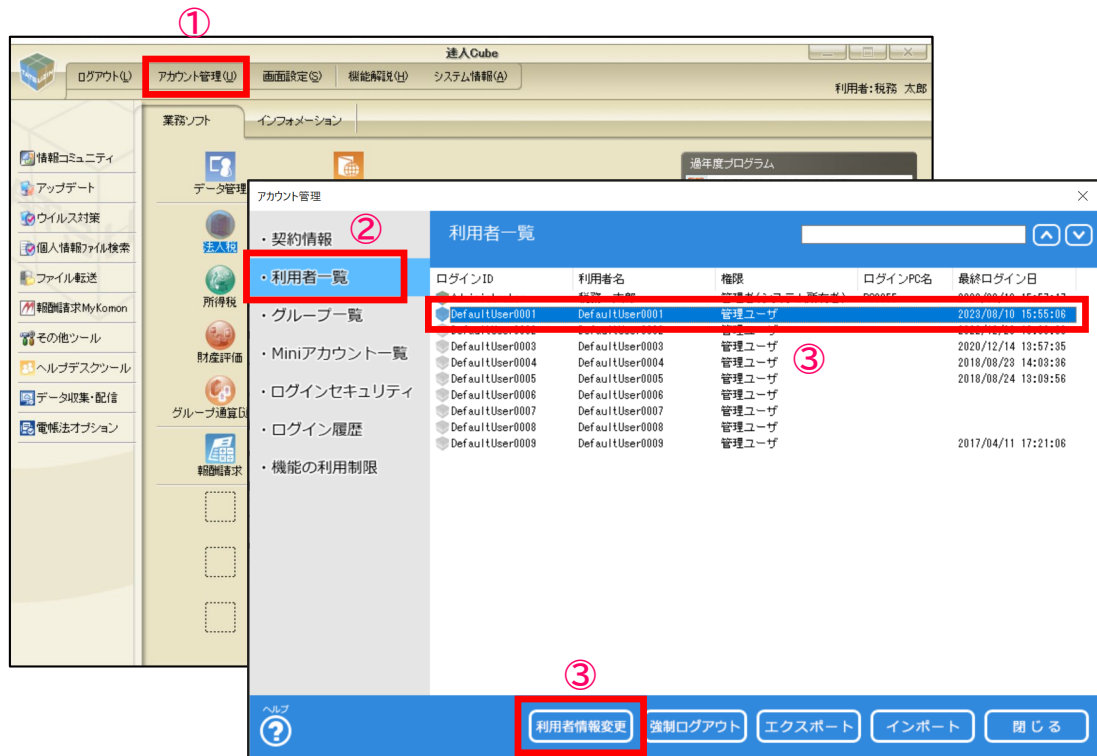 ①
達人Cube
ログアウト(L) アカウント管理(U) 画面設定(S) 機能解説(H) システム情報(A)
利用者:税務 太郎
業務ソフト インフォメーション
情報コミュニティ
アップデート
ウイルス対策
個人情報ファイル検索
ファイル転送
報酬請求MyKomon
その他ツール
ヘルプデスクツール
データ収集・配信
電帳法オプション
データ管理
法人税
所得税
財産評価
グループ通算
報酬請求
過年度プログラム
アカウント管理
②
・契約情報
・利用者一覧
・グループ一覧
・Miniアカウント一覧
・ログインセキュリティ
・ログイン履歴
・機能の利用制限
利用者一覧
ログインID 利用者名 権限 ログインPC名 最終ログイン日
DefaultUser0001 DefaultUser0001 管理ユーザ 2023/08/10 15:55:06
DefaultUser0003 DefaultUser0003 管理ユーザ 2020/12/14 13:57:35
③
DefaultUser0004 DefaultUser0004 管理ユーザ 2018/08/23 14:03:36
DefaultUser0005 DefaultUser0005 管理ユーザ 2018/08/24 13:09:56
DefaultUser0006 DefaultUser0006 管理ユーザ
DefaultUser0007 DefaultUser0007 管理ユーザ
DefaultUser0008 DefaultUser0008 管理ユーザ
DefaultUser0009 DefaultUser0009 管理ユーザ 2017/04/11 17:21:06
③
ヘルプ
?
利用者情報変更 強制ログアウト エクスポート インポート 閉じる